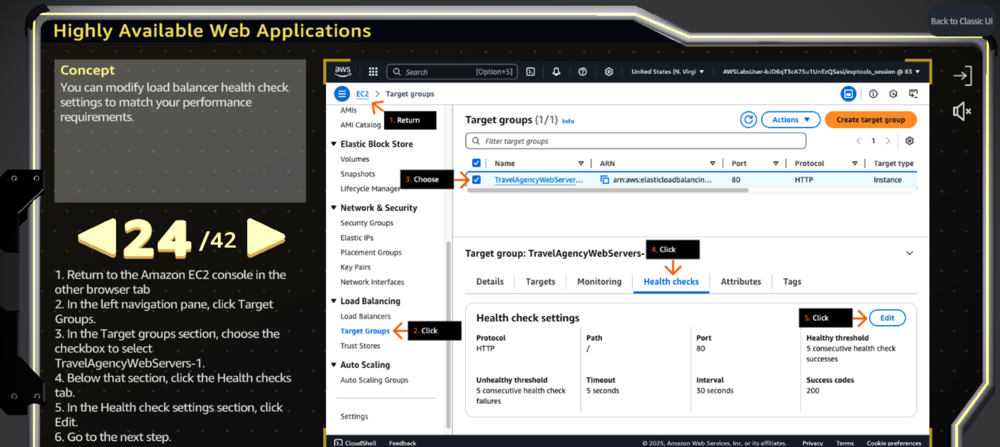 Back to Classic UI
Highly Available Web Applications
Concept
You can modify load balancer health check
settings to match your performance
requirements.
24 /42
1. Return to the Amazon EC2 console in the
other browser tab
2. In the left navigation pane, click Target
Groups.
3. In the Target groups section, choose the
checkbox to select
TravelAgencyWebServers-1.
4. Below that section, click the Health checks
tab.
5. In the Health check settings section, click
Edit.
6. Go to the next step.
aws
Search [Option+S]
United States (N. Virgi
AWSLabsUser-bJD6qT3cA75u1UnEzQSasi/exptools_session @ 83
EC2 > Target groups
1. Return
AMIs
AMI Catalog
Elastic Block Store
Volumes
Snapshots
Lifecycle Manager
Network & Security
Security Groups
Elastic IPs
Placement Groups
Key Pairs
Network Interfaces
Load Balancing
Load Balancers
Target Groups
2. Click
Trust Stores
Auto Scaling
Auto Scaling Groups
Settings
Target groups (1/1) Info
Actions
Create target group
Filter target groups
1
Name ARN Port Protocol Target type
3. Choose
TravelAgencyWebServer... arn:aws:elasticloadbalancin... 80 HTTP Instance
Target group: TravelAgencyWebServers-
4. Click
Details Targets Monitoring Health checks Attributes Tags
Health check settings
5. Click
Edit
Protocol
HTTP
Path
/
Port
80
Healthy threshold
5 consecutive health check
successes
Unhealthy threshold
5 consecutive health check
failures
Timeout
5 seconds
Interval
30 seconds
Success codes
200
CloudShell Feedback
© 2025, Amazon Web Services, Inc. or its affiliates. Privacy Terms Cookie preferences